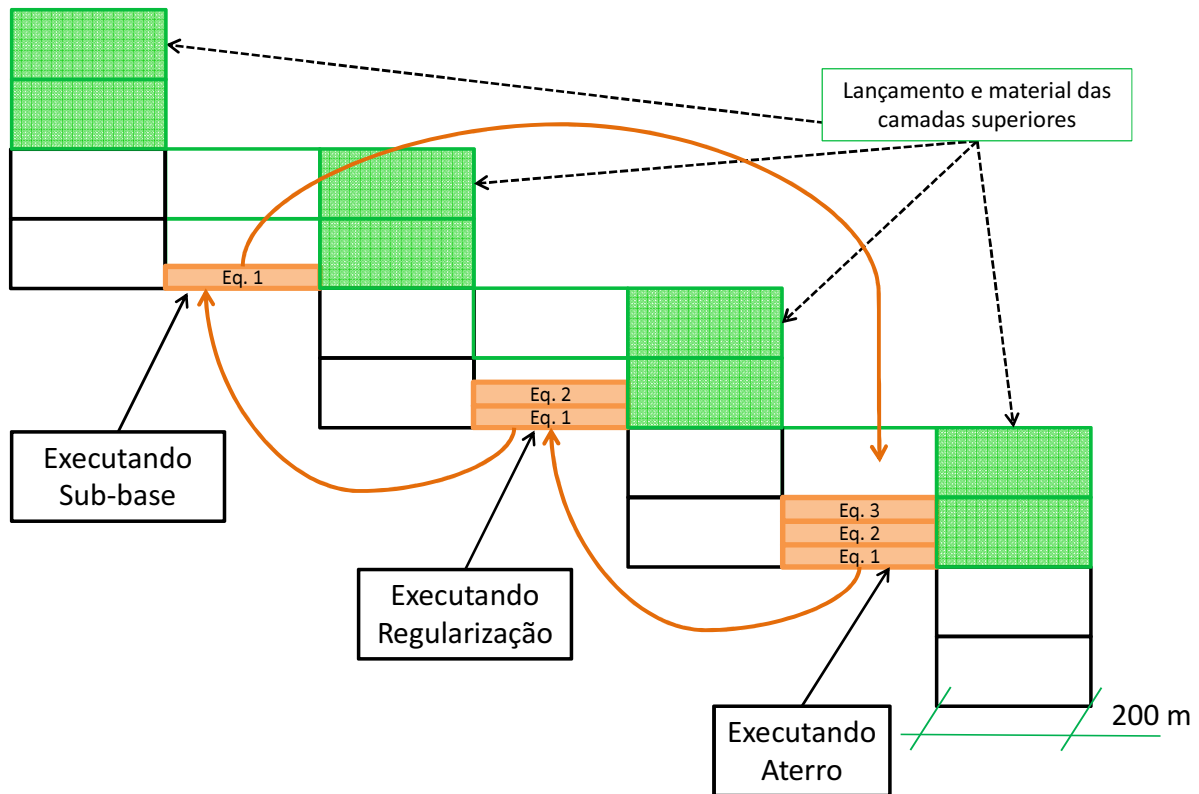 Lançamento e material das
camadas superiores
Eq. 1
Eq. 2
Eq. 1
Executando
Sub-base
Eq. 3
Eq. 2
Eq. 1
Executando
Regularização
200 m
Executando
Aterro